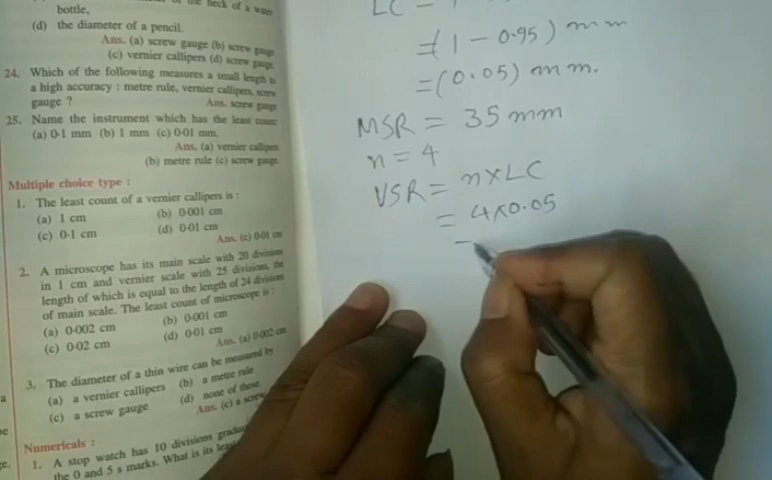 neck of a water
bottle,
(d) the diameter of a pencil.
Ans. (a) screw gauge (b) screw gauge
(c) vernier callipers (d) screw gauge.
24. Which of the following measures a small length to
a high accuracy : metre rule, vernier callipers, screw
gauge ?
Ans. screw gauge
25. Name the instrument which has the least count
(a) 0·1 mm (b) 1 mm (c) 0·01 mm.
Ans. (a) vernier callipers
(b) metre rule (c) screw gauge.
Multiple choice type :
1. The least count of a vernier callipers is :
(a) 1 cm (b) 0·001 cm
(c) 0·1 cm (d) 0·01 cm
Ans. (c) 0·01 cm
2. A microscope has its main scale with 20 divisions
in 1 cm and vernier scale with 25 divisions, the
length of which is equal to the length of 24 divisions
of main scale. The least count of microscope is :
(a) 0·002 cm (b) 0·001 cm
(c) 0·02 cm (d) 0·01 cm
Ans. (a) 0·002 cm
3. The diameter of a thin wire can be measured by
(a) a vernier callipers (b) a metre rule
(c) a screw gauge (d) none of these.
Ans. (c) a screw
Numericals :
1. A stop watch has 10 divisions
the 0 and 5 s marks. What is its least
LC =
= (1 - 0.95) mm
= (0.05) mm.
MSR = 35 mm
n = 4
VSR = n×LC
= 4×0.05